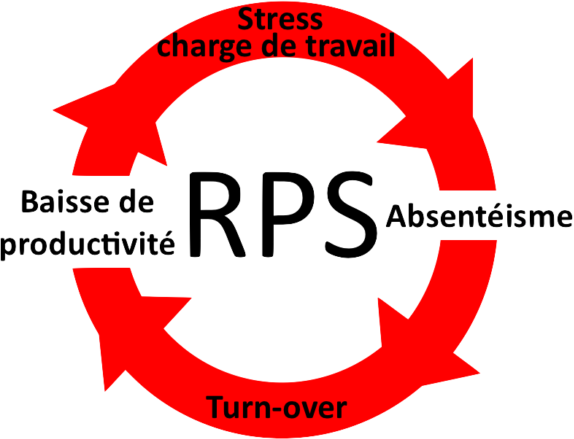 Stress
charge de travail
Baisse de
productivité
RPS
Absentéisme
Turn-over